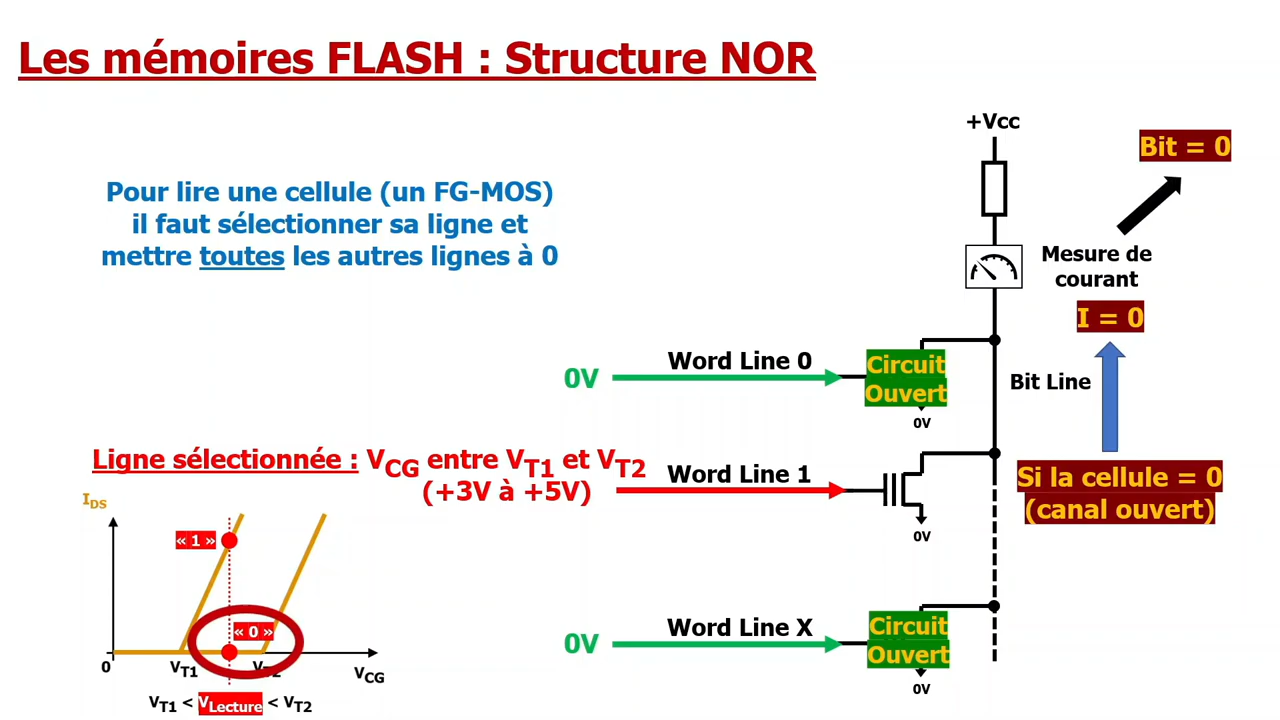 Les mémoires FLASH : Structure NOR
Pour lire une cellule (un FG-MOS)
il faut sélectionner sa ligne et
mettre toutes les autres lignes à 0
+Vcc
Bit = 0
Mesure de
courant
I = 0
Word Line 0
0V
Circuit
Ouvert
0V
Bit Line
Ligne sélectionnée : VCG entre VT1 et VT2
(+3V à +5V)
Word Line 1
0V
Si la cellule = 0
(canal ouvert)
IDS
« 1 »
« 0 »
0
VT1
VT2
VCG
VT1 < VLecture < VT2
Word Line X
0V
Circuit
Ouvert
0V